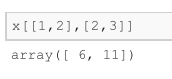 x[[1,2],[2,3]]
array([ 6, 11])